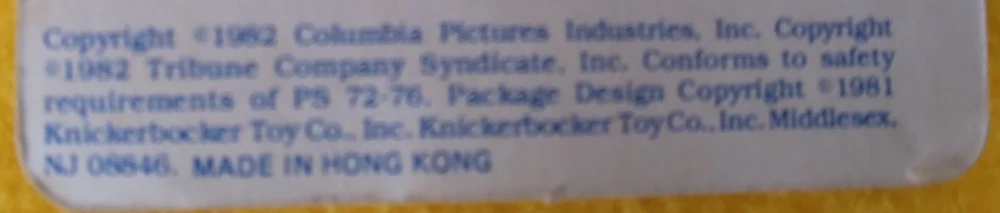 Copyright ©1982 Columbia Pictures Industries, Inc. Copyright
©1982 Tribune Company Syndicate, Inc. Conforms to safety
requirements of PS 72-76. Package Design Copyright ©1981
Knickerbocker Toy Co., Inc. Knickerbocker Toy Co., Inc. Middlesex,
NJ 08846. MADE IN HONG KONG